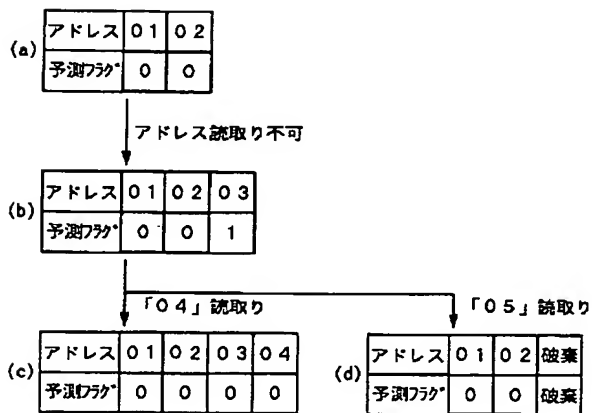 (a)
アドレス 01 02
予測フラグ 0 0
アドレス読取り不可
(b)
アドレス 01 02 03
予測フラグ 0 0 1
「04」読取り 「05」読取り
(c)
アドレス 01 02 03 04
予測フラグ 0 0 0 0
(d)
アドレス 01 02 破棄
予測フラグ 0 0 破棄